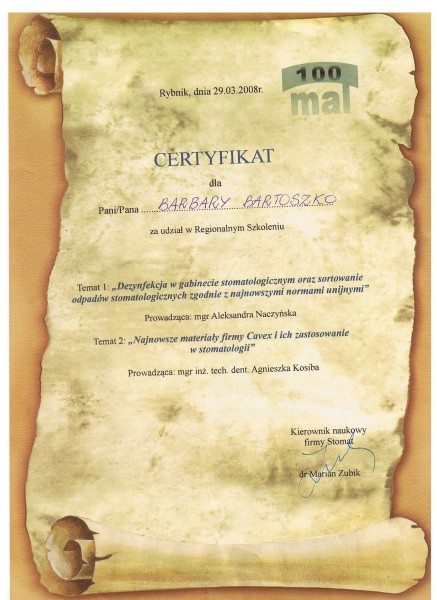 Rybnik, dnia 29.03.2008r.
100
mat
CERTYFIKAT
dla
Pani/Pana BARBARY BARTOSZKO
za udział w Regionalnym Szkoleniu
Temat 1: „Dezynfekcja w gabinecie stomatologicznym oraz sortowanie
odpadów stomatologicznych zgodnie z najnowszymi normami unijnymi”
Prowadząca: mgr Aleksandra Naczyńska
Temat 2: „Najnowsze materiały firmy Cavex i ich zastosowanie
w stomatologii”
Prowadząca: mgr inż. tech. dent. Agnieszka Kosiba
Kierownik naukowy
firmy Stomat
dr Marian Zubik